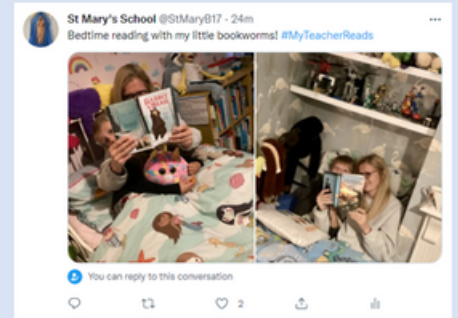 St Mary's School @StMaryB17 · 24m
Bedtime reading with my little bookworms! #MyTeacherReads
You can reply to this conversation
2